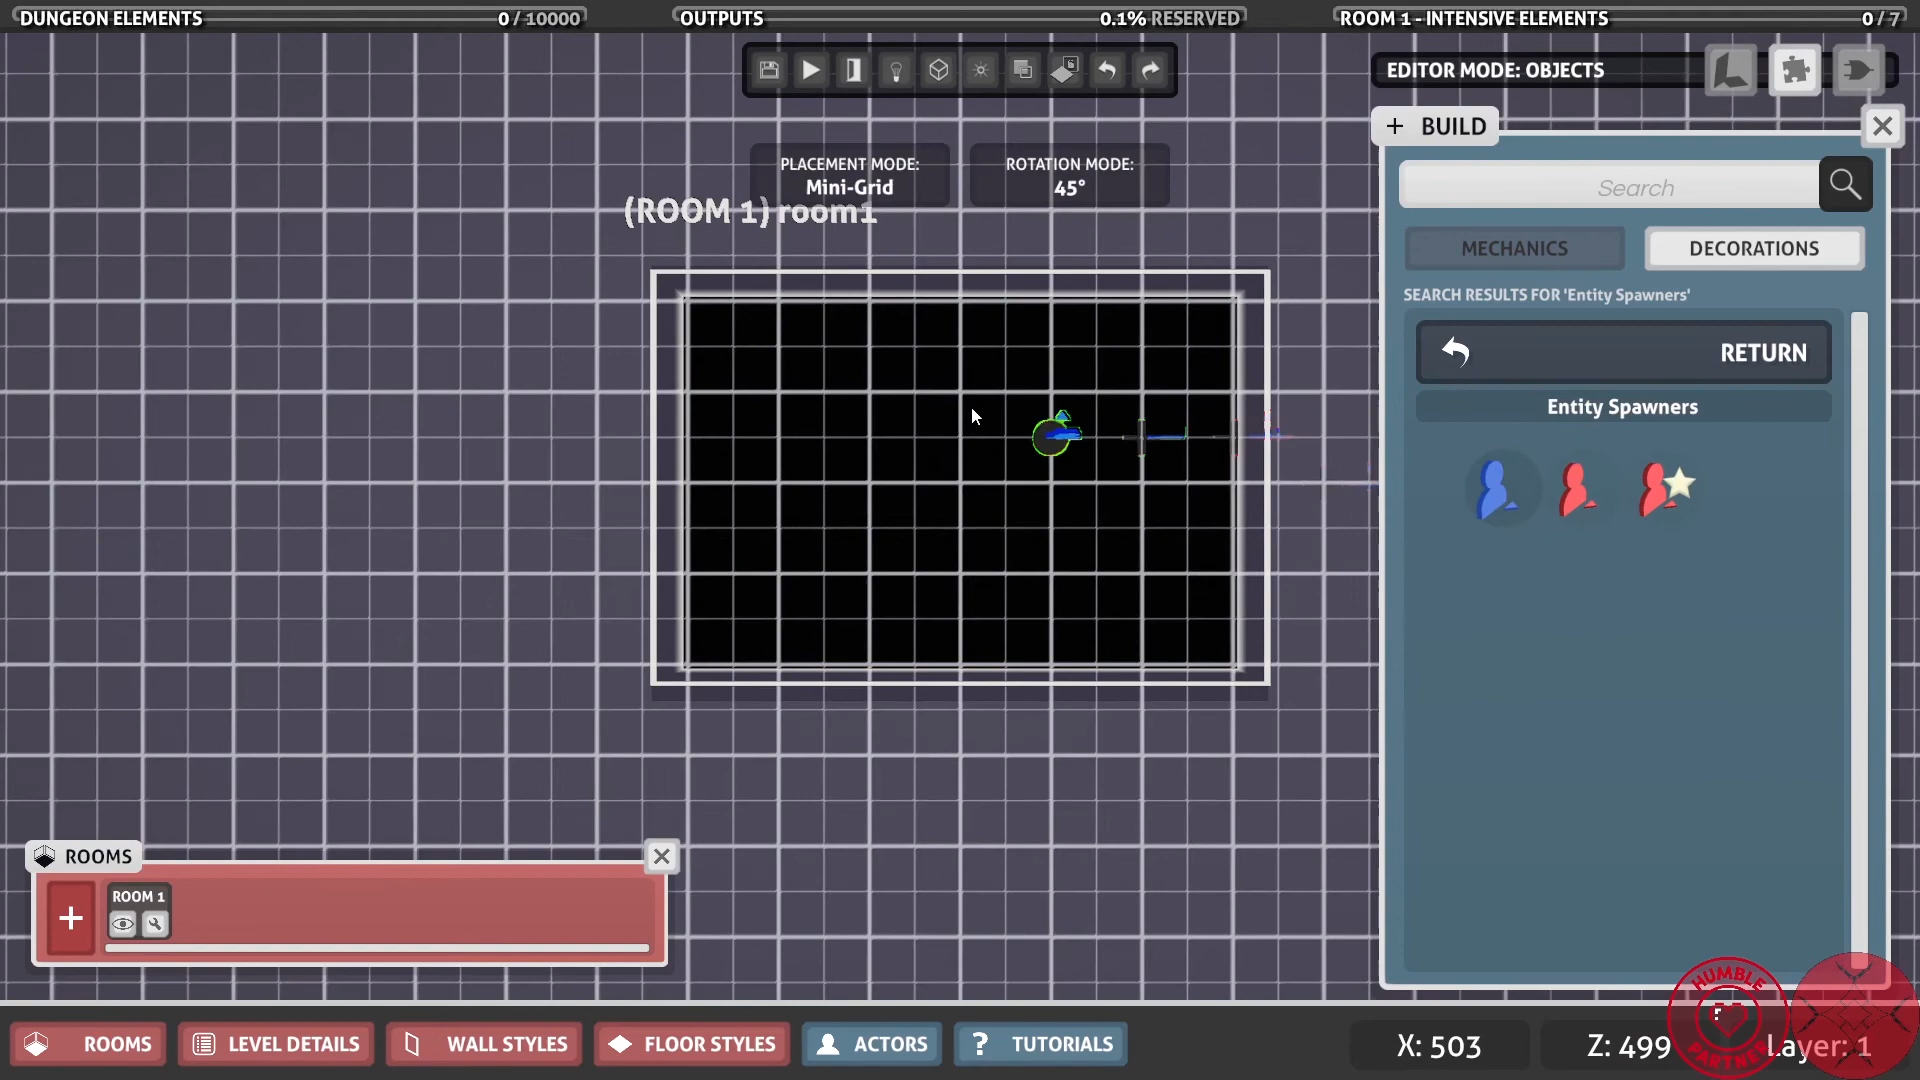 DUNGEON ELEMENTS 0 / 10000
OUTPUTS 0.1% RESERVED
ROOM 1 - INTENSIVE ELEMENTS 0 / 7
EDITOR MODE: OBJECTS
+ BUILD
PLACEMENT MODE:
Mini-Grid
ROTATION MODE:
45°
(ROOM 1) room1
Search
MECHANICS
DECORATIONS
SEARCH RESULTS FOR 'Entity Spawners'
RETURN
Entity Spawners
ROOMS
ROOM 1
+
ROOMS
LEVEL DETAILS
WALL STYLES
FLOOR STYLES
ACTORS
? TUTORIALS
X: 503
Z: 499
Layer: 1
HUMBLE
PARTNER